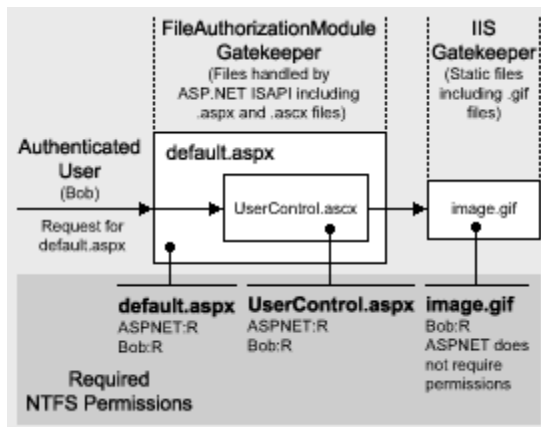 FileAuthorizationModule
Gatekeeper
(Files handled by
ASP.NET ISAPI including
.aspx and .ascx files)
IIS
Gatekeeper
(Static files
including .gif
files)
Authenticated
User
(Bob)
Request for
default.aspx
default.aspx
UserControl.ascx
image.gif
default.aspx
ASPNET:R
Bob:R
UserControl.aspx
ASPNET:R
Bob:R
image.gif
Bob:R
ASPNET does
not require
permissions
Required
NTFS Permissions